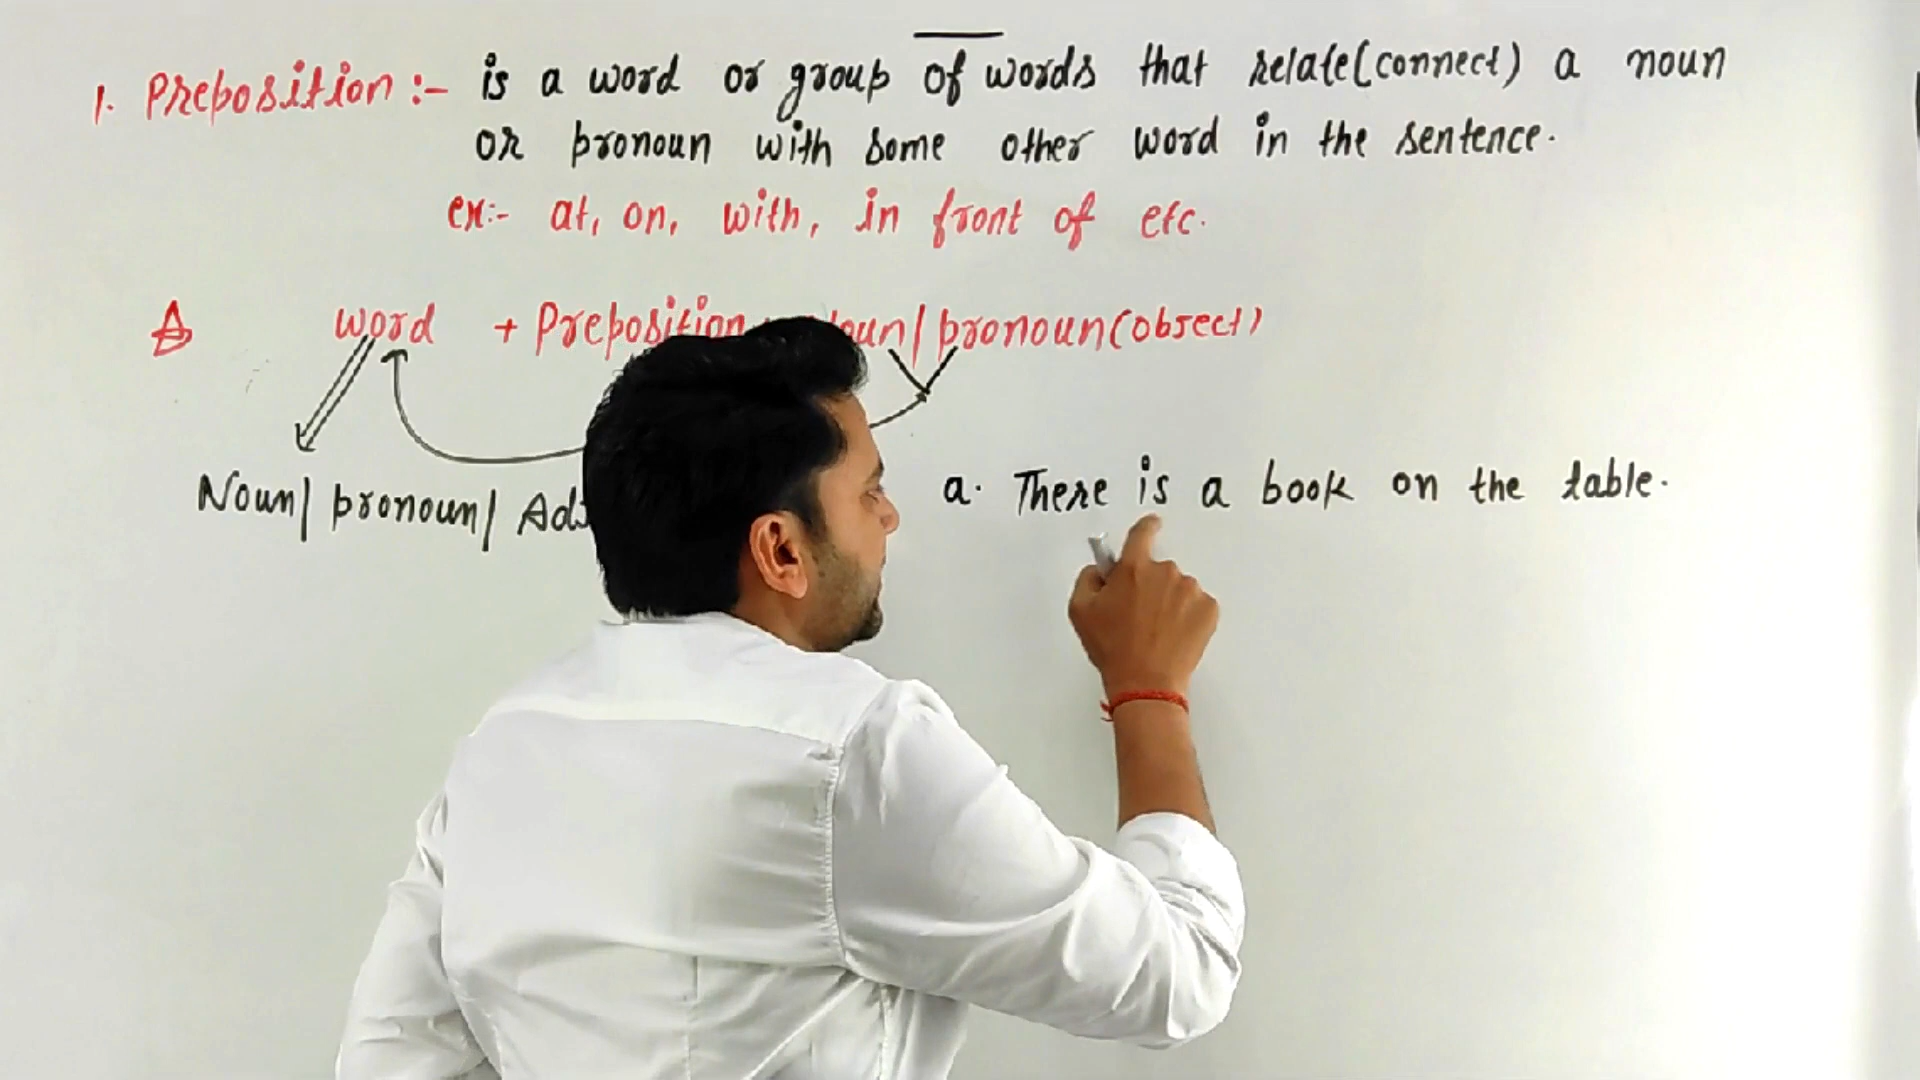 1. Preposition :- is a word or group of words that relate(connect) a noun
or pronoun with some other word in the sentence.
ex:- at, on, with, in front of etc.
A word + Preposition noun/pronoun(object)
Noun/ pronoun/
a. There is a book on the table.